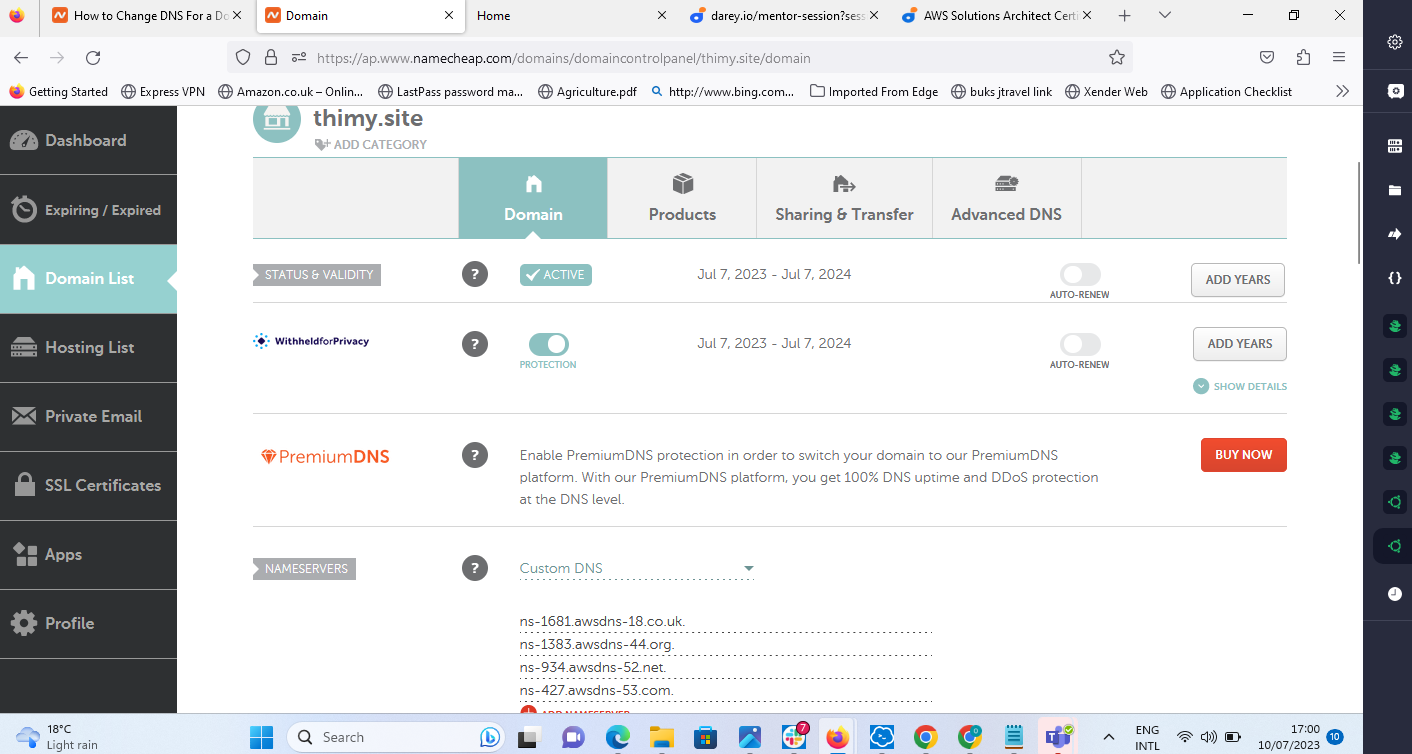 How to Change DNS For a Do
Domain
Home
darey.io/mentor-session?sess
AWS Solutions Architect Certi
https://ap.www.namecheap.com/domains/domaincontrolpanel/thimy.site/domain
Getting Started
Express VPN
Amazon.co.uk – Onlin...
LastPass password ma...
Agriculture.pdf
http://www.bing.com...
Imported From Edge
buks jtravel link
Xender Web
Application Checklist
Dashboard
Expiring / Expired
Domain List
Hosting List
Private Email
SSL Certificates
Apps
Profile
thimy.site
ADD CATEGORY
Domain
Products
Sharing & Transfer
Advanced DNS
STATUS & VALIDITY
?
ACTIVE
Jul 7, 2023 - Jul 7, 2024
AUTO-RENEW
ADD YEARS
WithheldforPrivacy
?
PROTECTION
Jul 7, 2023 - Jul 7, 2024
AUTO-RENEW
ADD YEARS
SHOW DETAILS
PremiumDNS
?
Enable PremiumDNS protection in order to switch your domain to our PremiumDNS
platform. With our PremiumDNS platform, you get 100% DNS uptime and DDoS protection
at the DNS level.
BUY NOW
NAMESERVERS
?
Custom DNS
ns-1681.awsdns-18.co.uk.
ns-1383.awsdns-44.org.
ns-934.awsdns-52.net.
ns-427.awsdns-53.com.
ADD NAMESERVER
18°C
Light rain
Search
7
ENG
INTL
17:00
10/07/2023
10